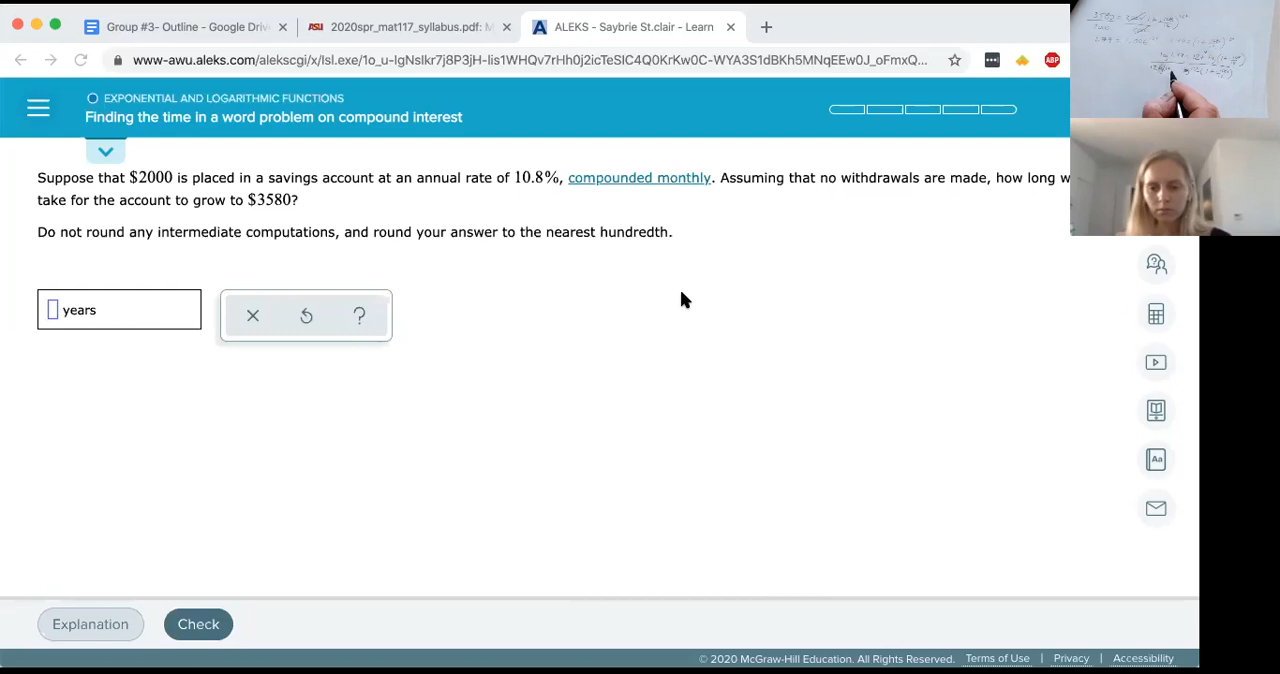 Group #3- Outline - Google Driv
ASU 2020spr_mat117_syllabus.pdf: M
A ALEKS - Saybrie St.clair - Learn
www-awu.aleks.com/alekscgi/x/Isl.exe/1o_u-IgNslkr7j8P3jH-lis1WHQv7rHh0j2icTeSIC4Q0KrKw0C-WYA3S1dBKh5MNqEEw0J_oFmxQ...
ABP
EXPONENTIAL AND LOGARITHMIC FUNCTIONS
Finding the time in a word problem on compound interest
Suppose that $2000 is placed in a savings account at an annual rate of 10.8%, compounded monthly. Assuming that no withdrawals are made, how long w
take for the account to grow to $3580?
Do not round any intermediate computations, and round your answer to the nearest hundredth.
years
?
Aa
Explanation
Check
© 2020 McGraw-Hill Education. All Rights Reserved. Terms of Use | Privacy | Accessibility